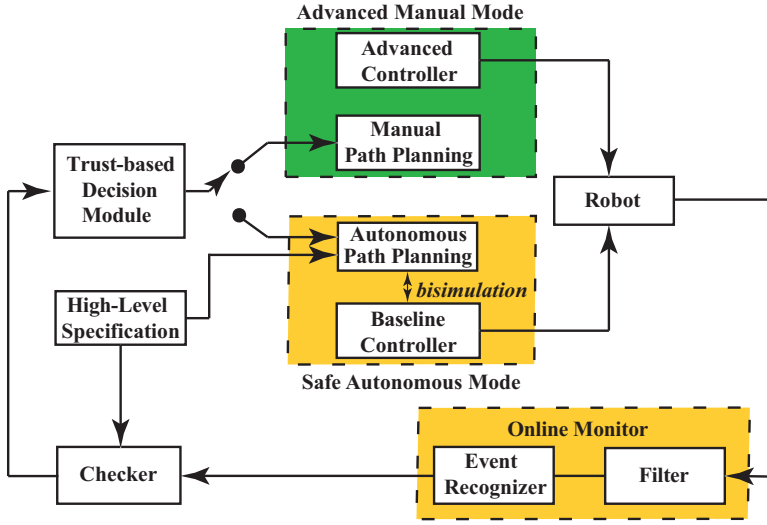 Advanced Manual Mode
Advanced
Controller
Manual
Path Planning
Trust-based
Decision
Module
Robot
Autonomous
Path Planning
bisimulation
High-Level
Specification
Baseline
Controller
Safe Autonomous Mode
Online Monitor
Checker
Event
Recognizer
Filter